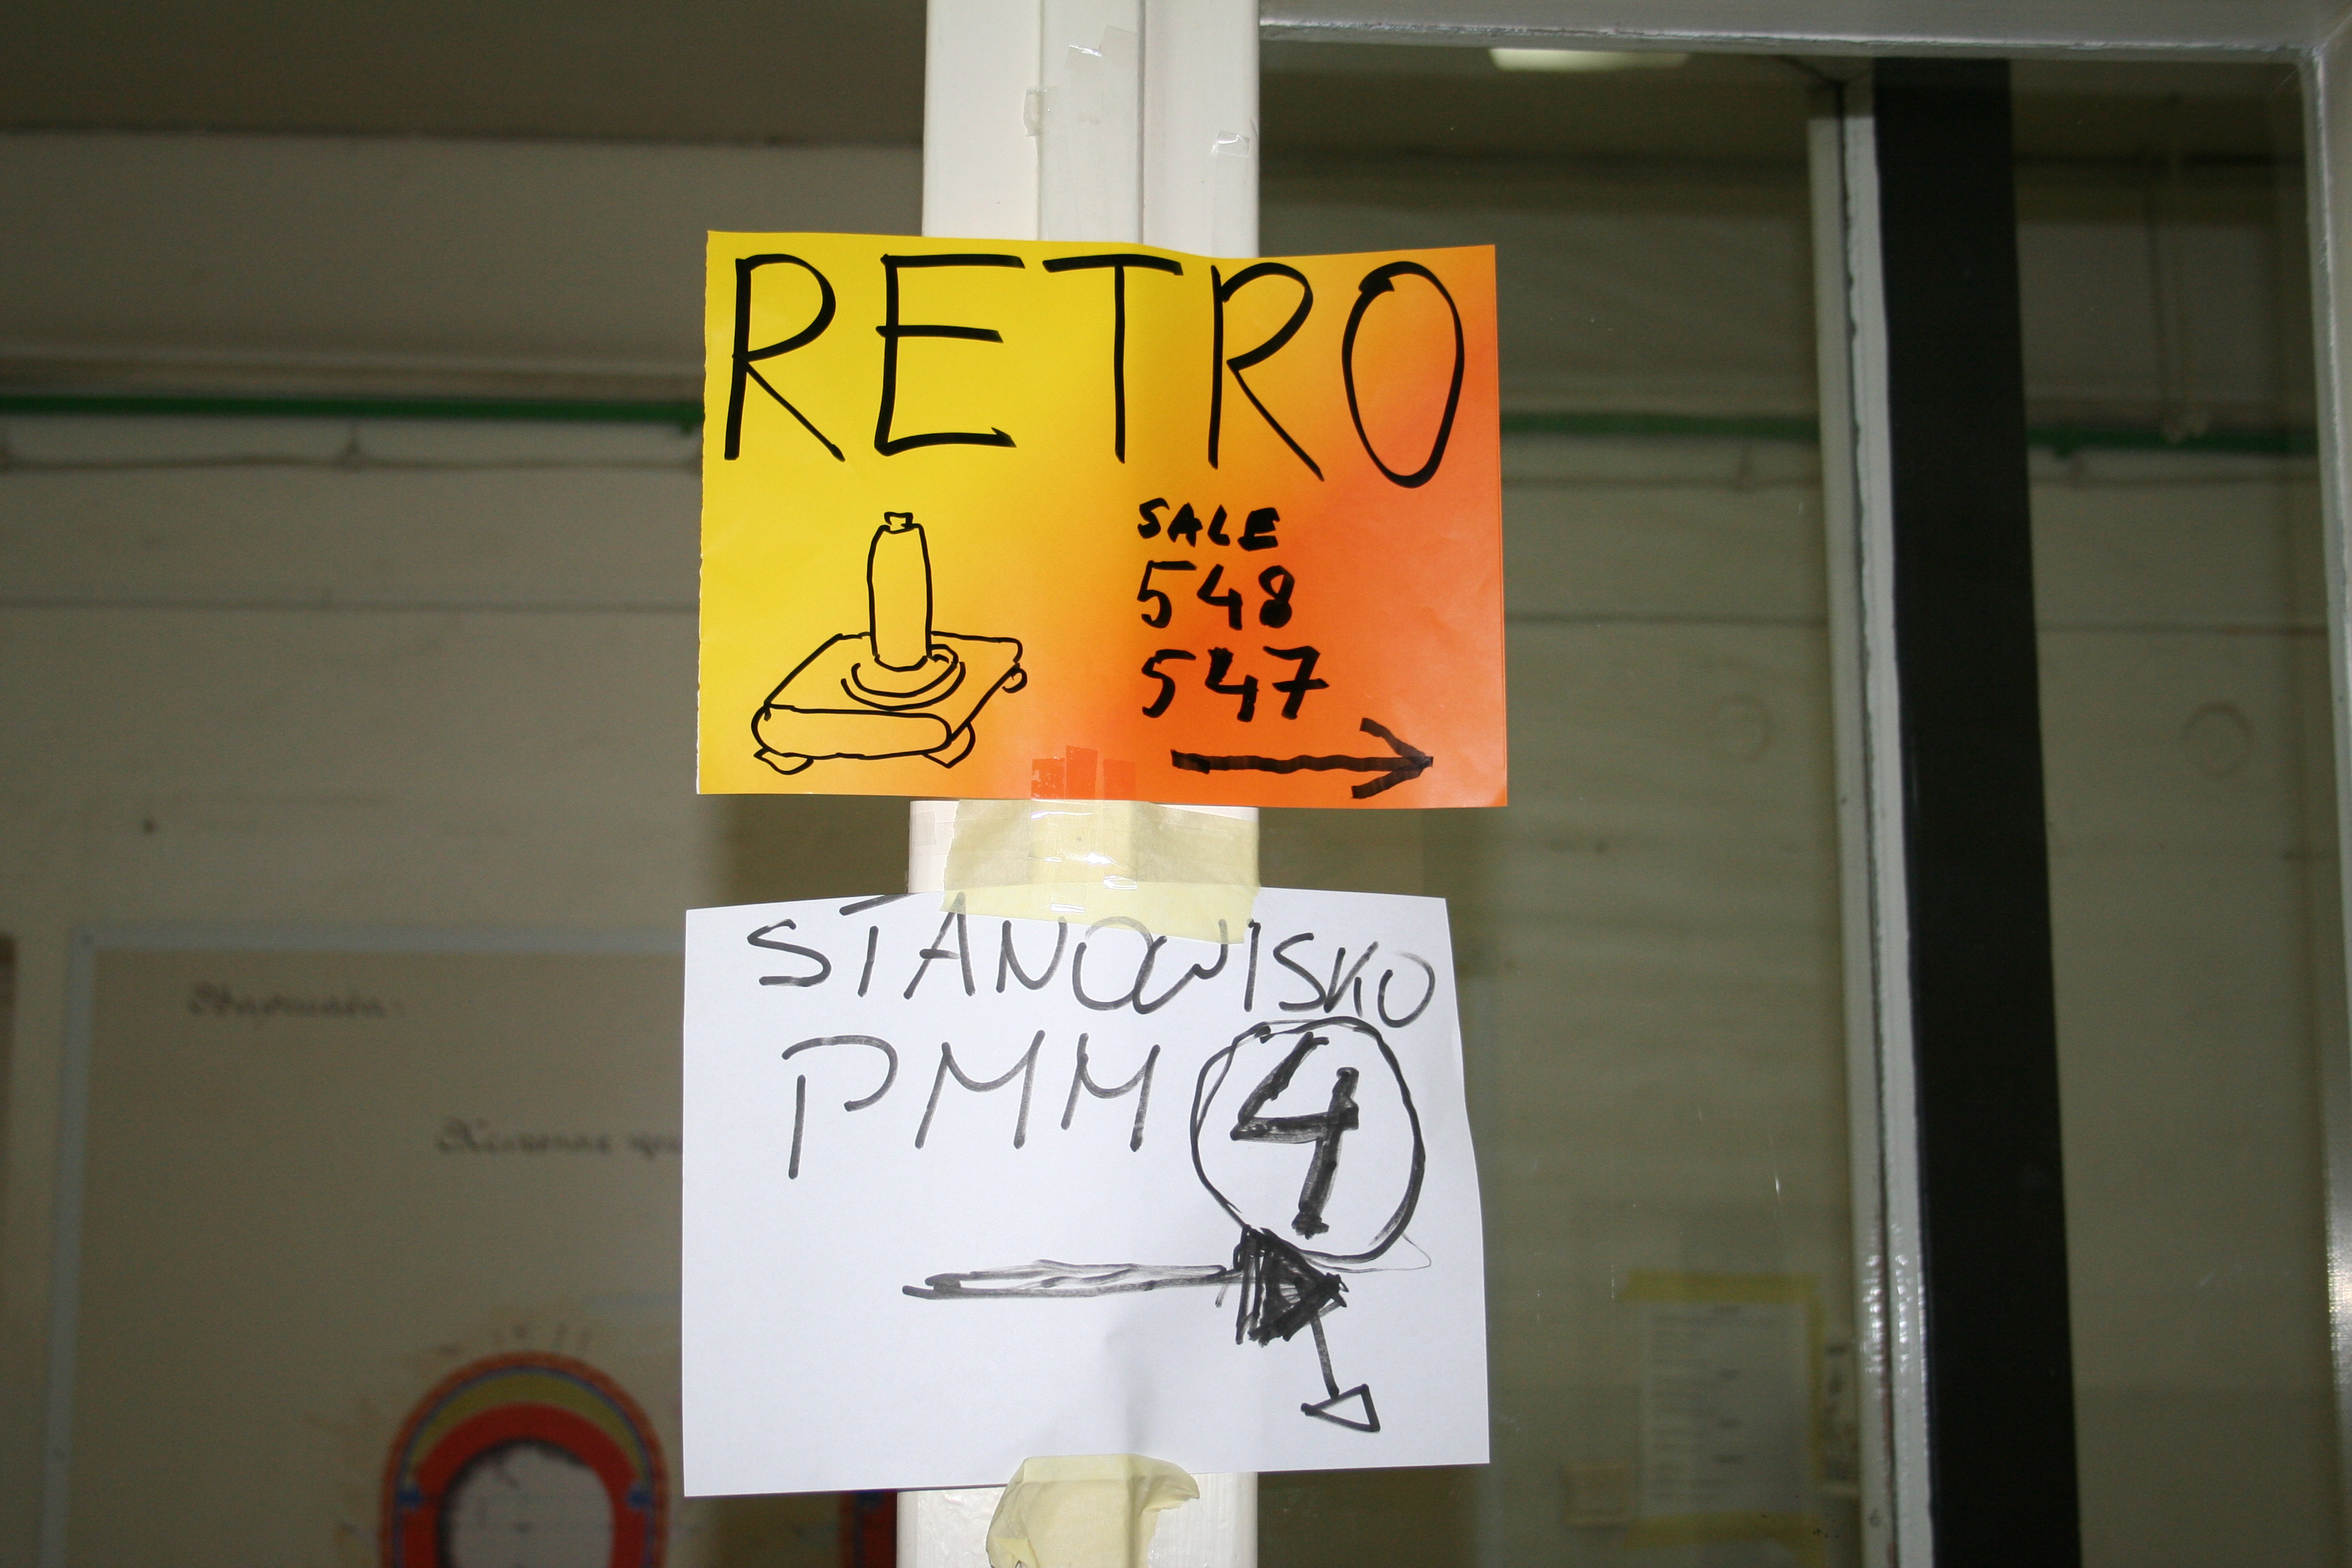 RETRO
SALE
548
547
STANOWISKO
PMM 4